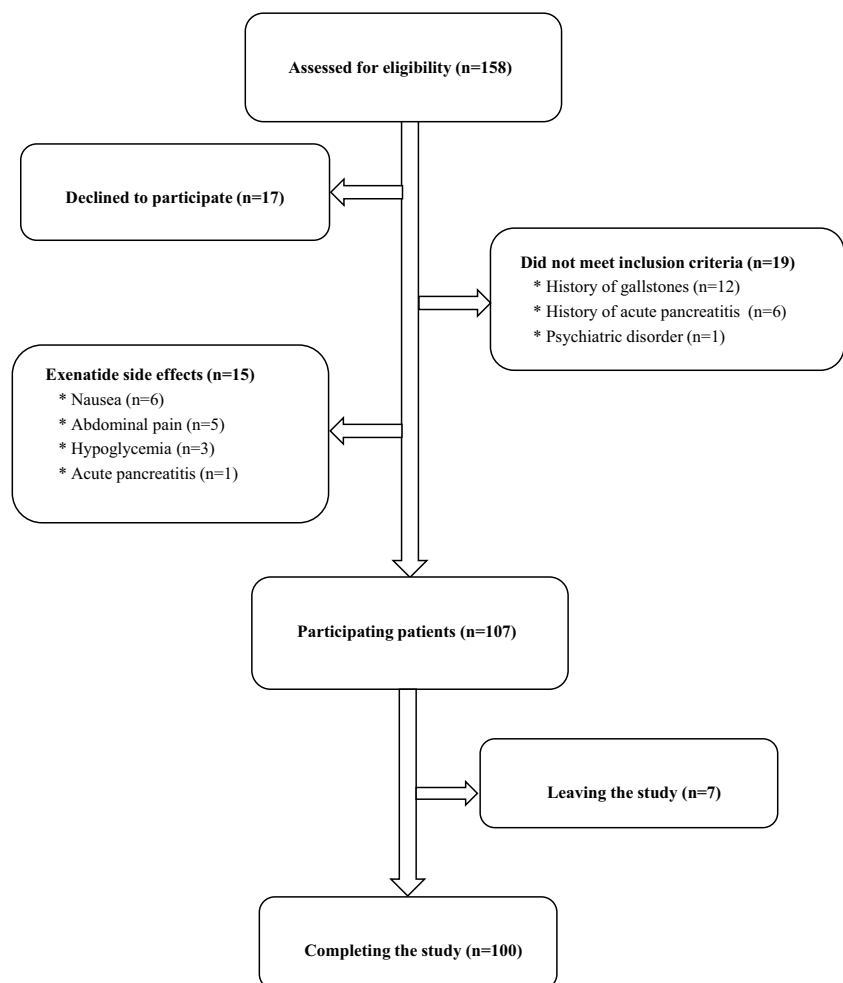 Assessed for eligibility (n=158)
Declined to participate (n=17)
Did not meet inclusion criteria (n=19)
* History of gallstones (n=12)
* History of acute pancreatitis (n=6)
* Psychiatric disorder (n=1)
Exenatide side effects (n=15)
* Nausea (n=6)
* Abdominal pain (n=5)
* Hypoglycemia (n=3)
* Acute pancreatitis (n=1)
Participating patients (n=107)
Leaving the study (n=7)
Completing the study (n=100)